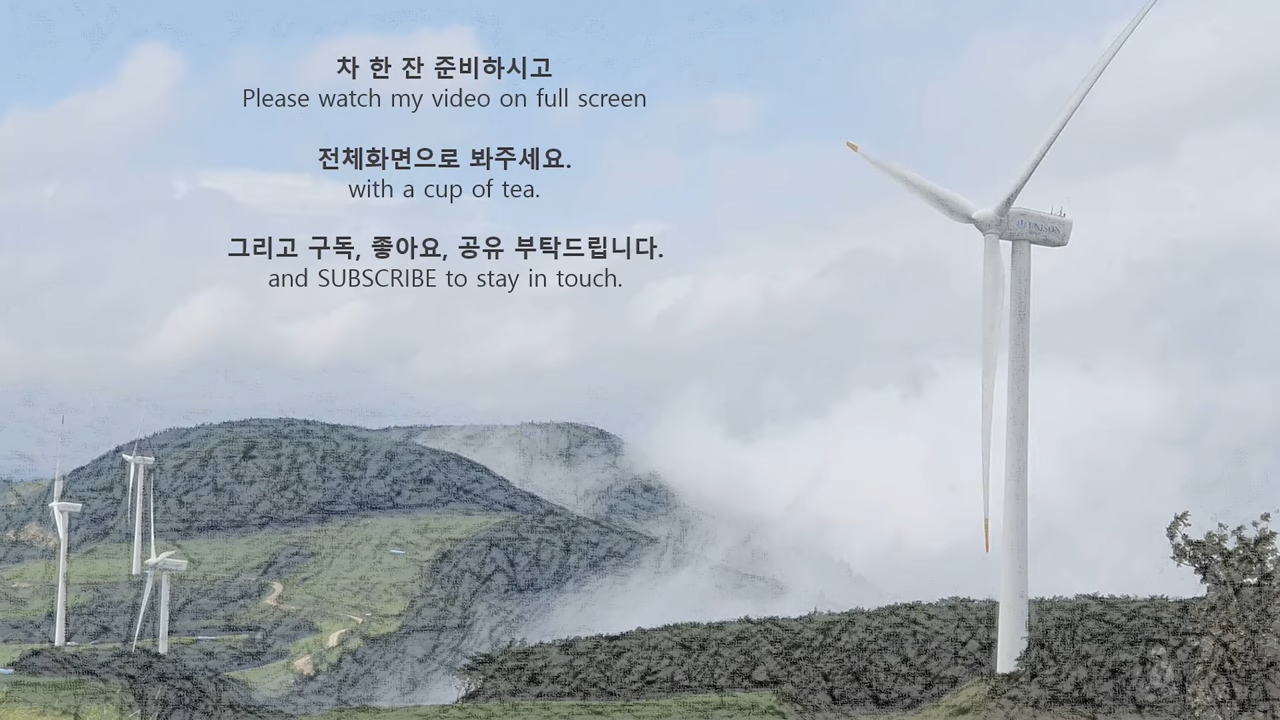 차 한 잔 준비하시고
Please watch my video on full screen
전체화면으로 봐주세요.
with a cup of tea.
그리고 구독, 좋아요, 공유 부탁드립니다.
and SUBSCRIBE to stay in touch.
UNISON